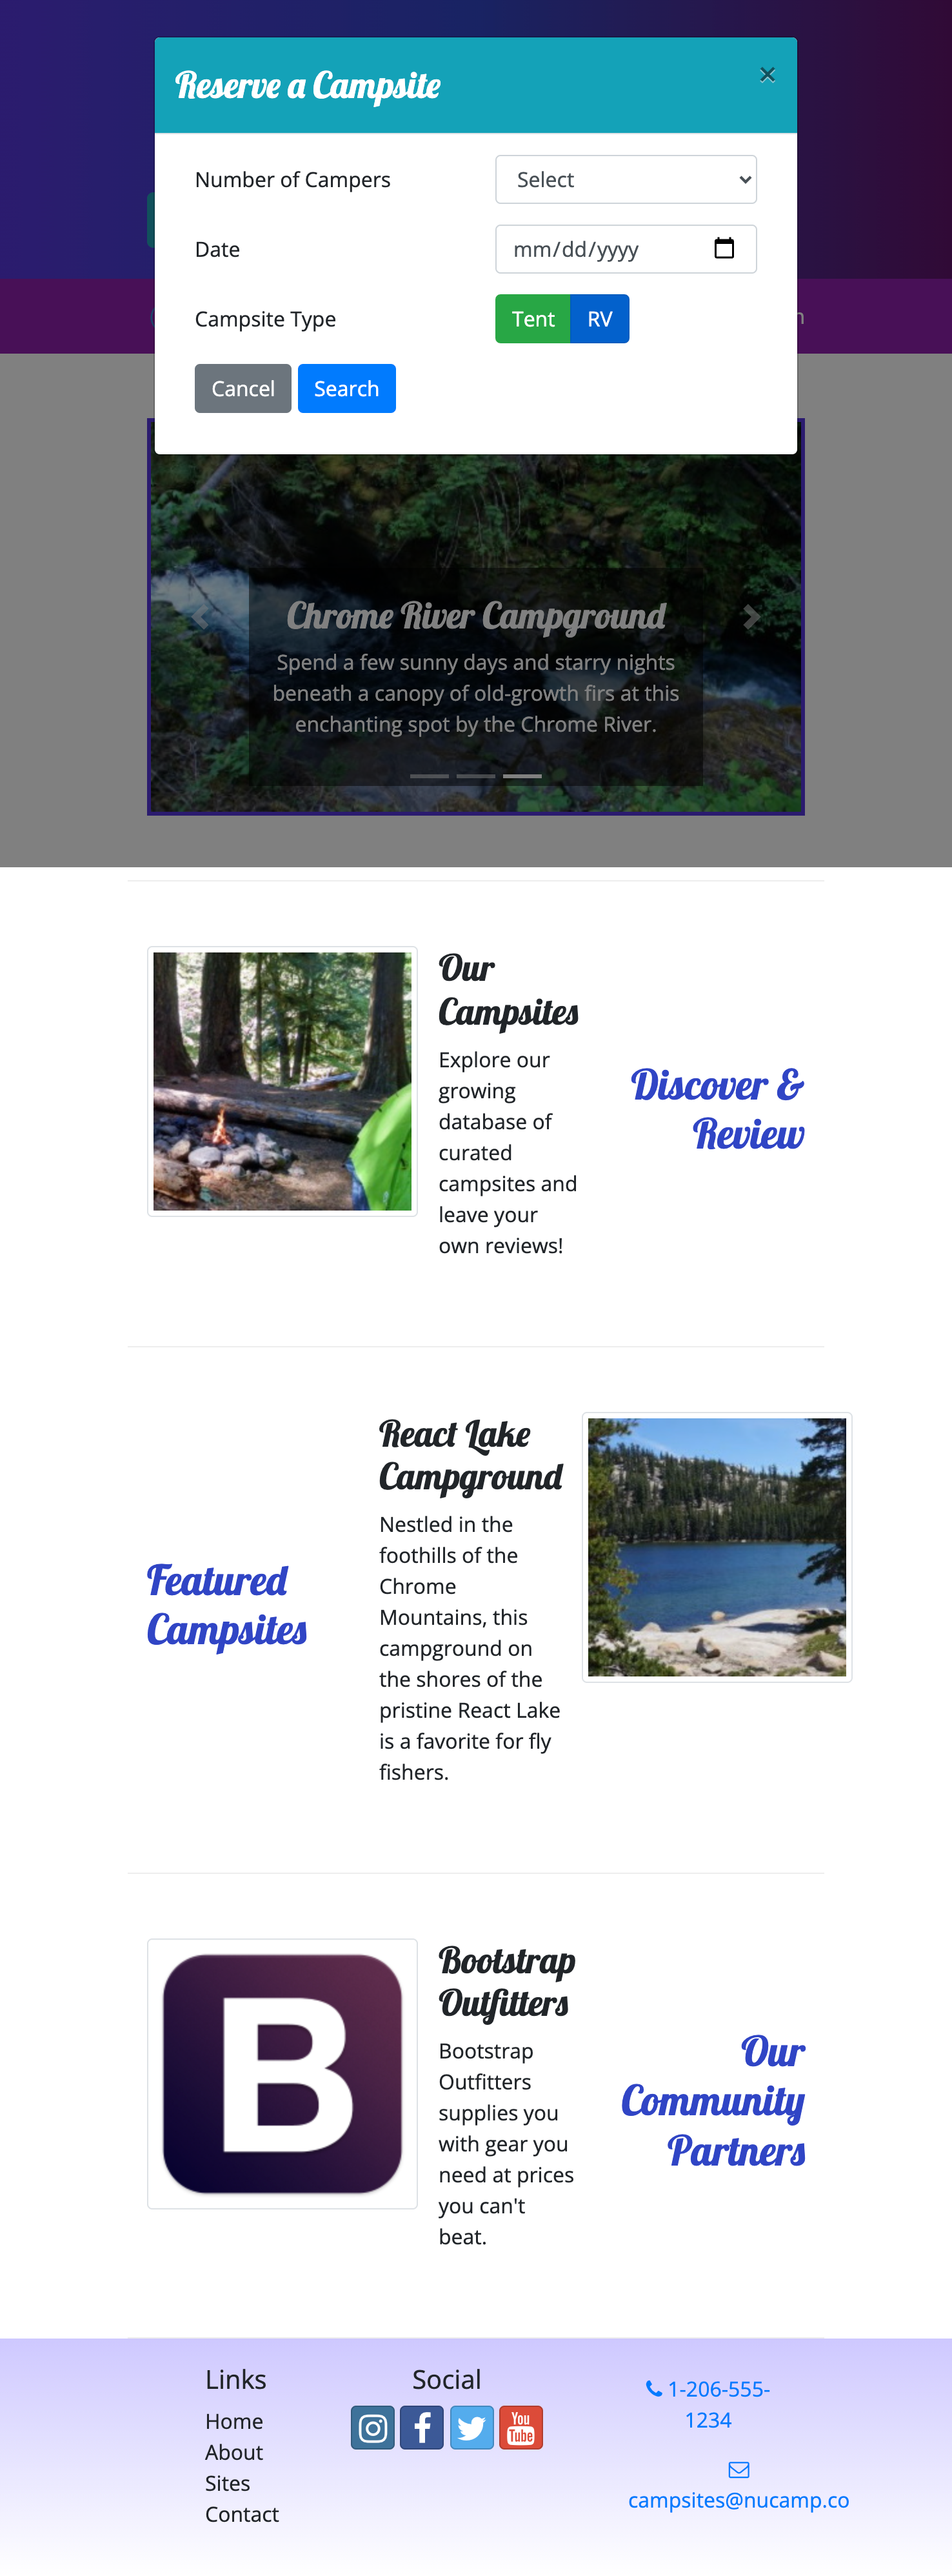 Reserve a Campsite
×
Number of Campers
Select
Date
mm/dd/yyyy
Campsite Type
Tent
RV
Cancel
Search
Chrome River Campground
Spend a few sunny days and starry nights
beneath a canopy of old-growth firs at this
enchanting spot by the Chrome River.
Our
Campsites
Explore our
growing
database of
curated
campsites and
leave your
own reviews!
Discover &
Review
Featured
Campsites
React Lake
Campground
Nestled in the
foothills of the
Chrome
Mountains, this
campground on
the shores of the
pristine React Lake
is a favorite for fly
fishers.
B
Bootstrap
Outfitters
Bootstrap
Outfitters
supplies you
with gear you
need at prices
you can't
beat.
Our
Community
Partners
Links
Home
About
Sites
Contact
Social
You
Tube
1-206-555-
1234
campsites@nucamp.co